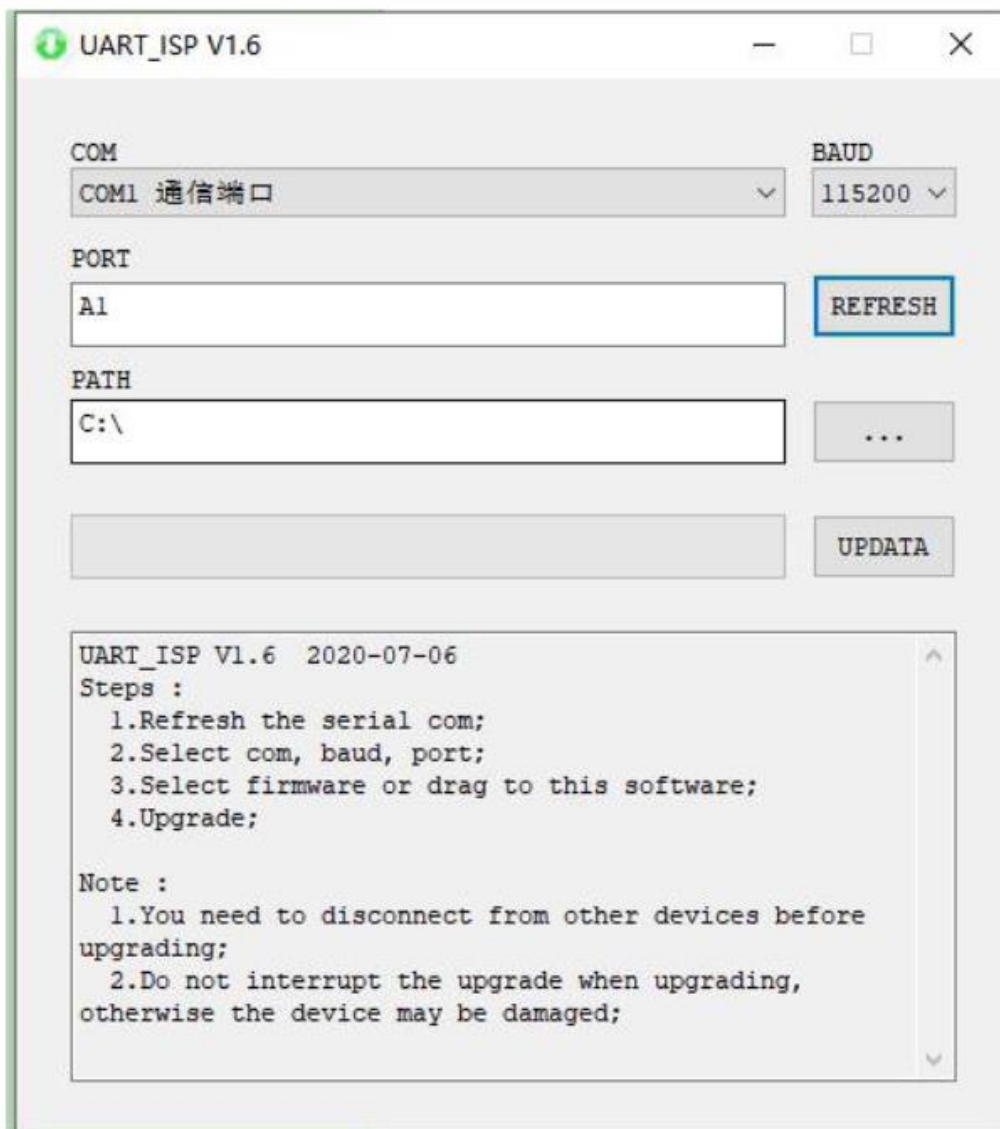 UART_ISP V1.6
COM
BAUD
COM1 通信端口
115200
PORT
A1
REFRESH
PATH
C:\
...
UPDATA
UART_ISP V1.6  2020-07-06
Steps :
1.Refresh the serial com;
2.Select com, baud, port;
3.Select firmware or drag to this software;
4.Upgrade;
Note :
1.You need to disconnect from other devices before
upgrading;
2.Do not interrupt the upgrade when upgrading,
otherwise the device may be damaged;